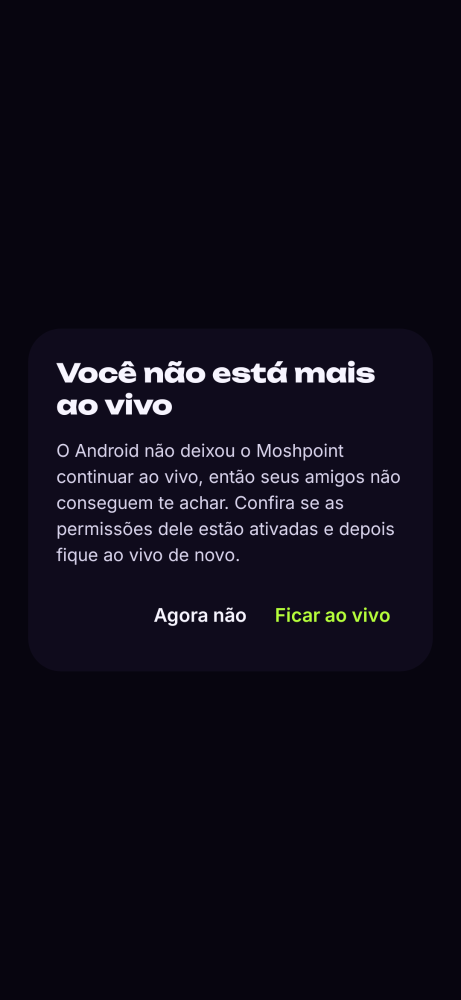 Você não está mais
ao vivo
O Android não deixou o Moshpoint
continuar ao vivo, então seus amigos não
conseguem te achar. Confira se as
permissões dele estão ativadas e depois
fique ao vivo de novo.
Agora não
Ficar ao vivo